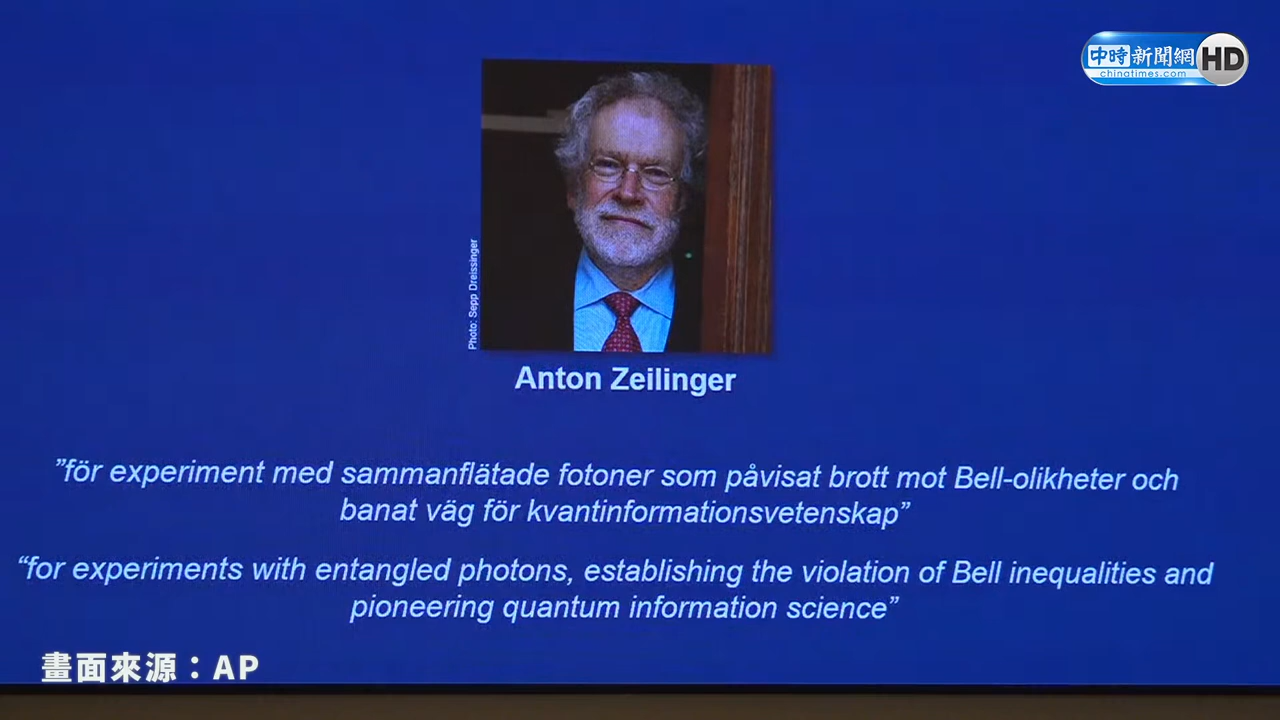 中時新聞網 HD
chinatimes.com
Photo: Sepp Dreissinger
Anton Zeilinger
”för experiment med sammanflätade fotoner som påvisat brott mot Bell-olikheter och
banat väg för kvantinformationsvetenskap”
“for experiments with entangled photons, establishing the violation of Bell inequalities and
pioneering quantum information science”
畫面來源：AP